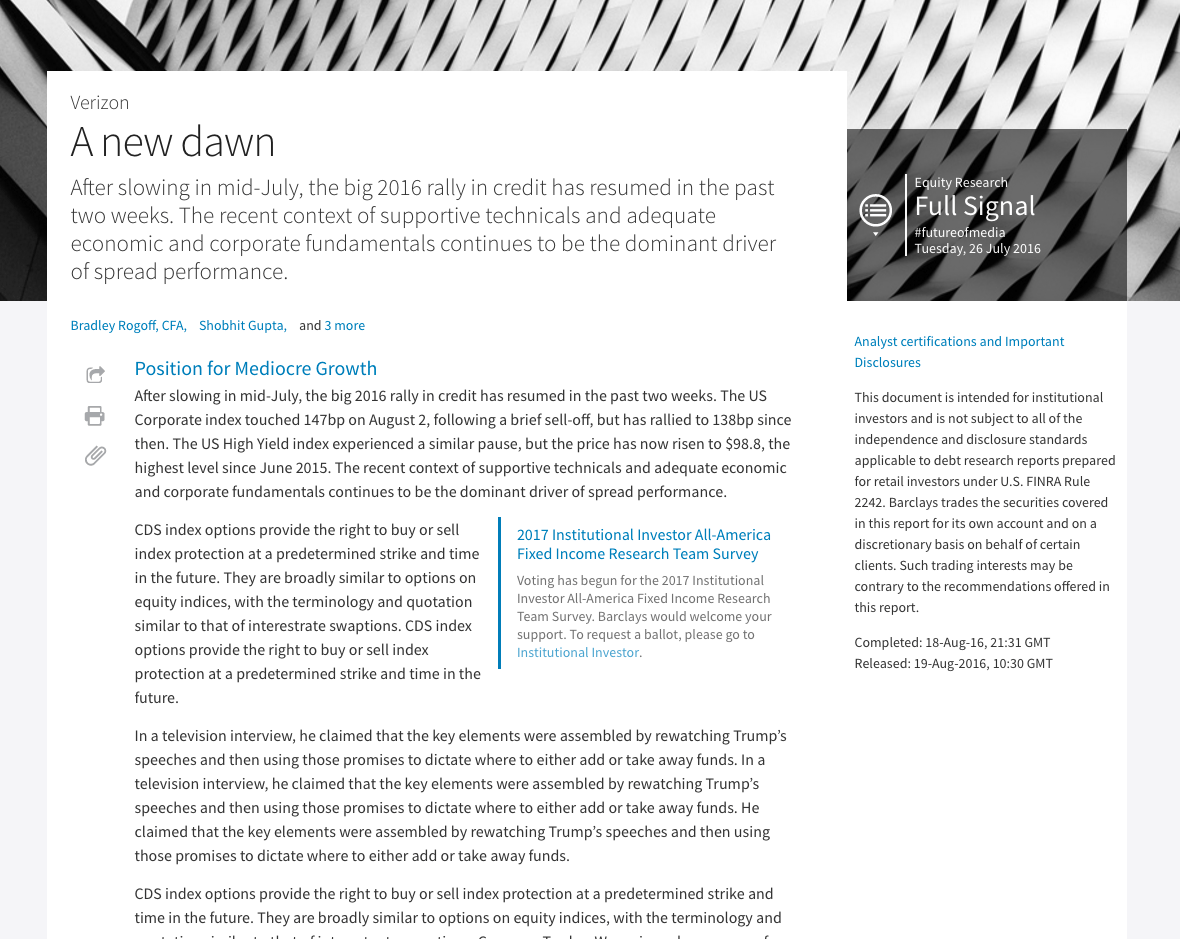 Verizon
A new dawn
After slowing in mid-July, the big 2016 rally in credit has resumed in the past
two weeks. The recent context of supportive technicals and adequate
economic and corporate fundamentals continues to be the dominant driver
of spread performance.
Bradley Rogoff, CFA, Shobhit Gupta, and 3 more
Equity Research
Full Signal
#futureofmedia
Tuesday, 26 July 2016
Position for Mediocre Growth
After slowing in mid-July, the big 2016 rally in credit has resumed in the past two weeks. The US
Corporate index touched 147bp on August 2, following a brief sell-off, but has rallied to 138bp since
then. The US High Yield index experienced a similar pause, but the price has now risen to $98.8, the
highest level since June 2015. The recent context of supportive technicals and adequate economic
and corporate fundamentals continues to be the dominant driver of spread performance.
CDS index options provide the right to buy or sell
index protection at a predetermined strike and time
in the future. They are broadly similar to options on
equity indices, with the terminology and quotation
similar to that of interestrate swaptions. CDS index
options provide the right to buy or sell index
protection at a predetermined strike and time in the
future.
2017 Institutional Investor All-America
Fixed Income Research Team Survey
Voting has begun for the 2017 Institutional
Investor All-America Fixed Income Research
Team Survey. Barclays would welcome your
support. To request a ballot, please go to
Institutional Investor.
In a television interview, he claimed that the key elements were assembled by rewatching Trump’s
speeches and then using those promises to dictate where to either add or take away funds. In a
television interview, he claimed that the key elements were assembled by rewatching Trump’s
speeches and then using those promises to dictate where to either add or take away funds. He
claimed that the key elements were assembled by rewatching Trump’s speeches and then using
those promises to dictate where to either add or take away funds.
CDS index options provide the right to buy or sell index protection at a predetermined strike and
time in the future. They are broadly similar to options on equity indices, with the terminology and
Analyst certifications and Important
Disclosures
This document is intended for institutional
investors and is not subject to all of the
independence and disclosure standards
applicable to debt research reports prepared
for retail investors under U.S. FINRA Rule
2242. Barclays trades the securities covered
in this report for its own account and on a
discretionary basis on behalf of certain
clients. Such trading interests may be
contrary to the recommendations offered in
this report.
Completed: 18-Aug-16, 21:31 GMT
Released: 19-Aug-2016, 10:30 GMT